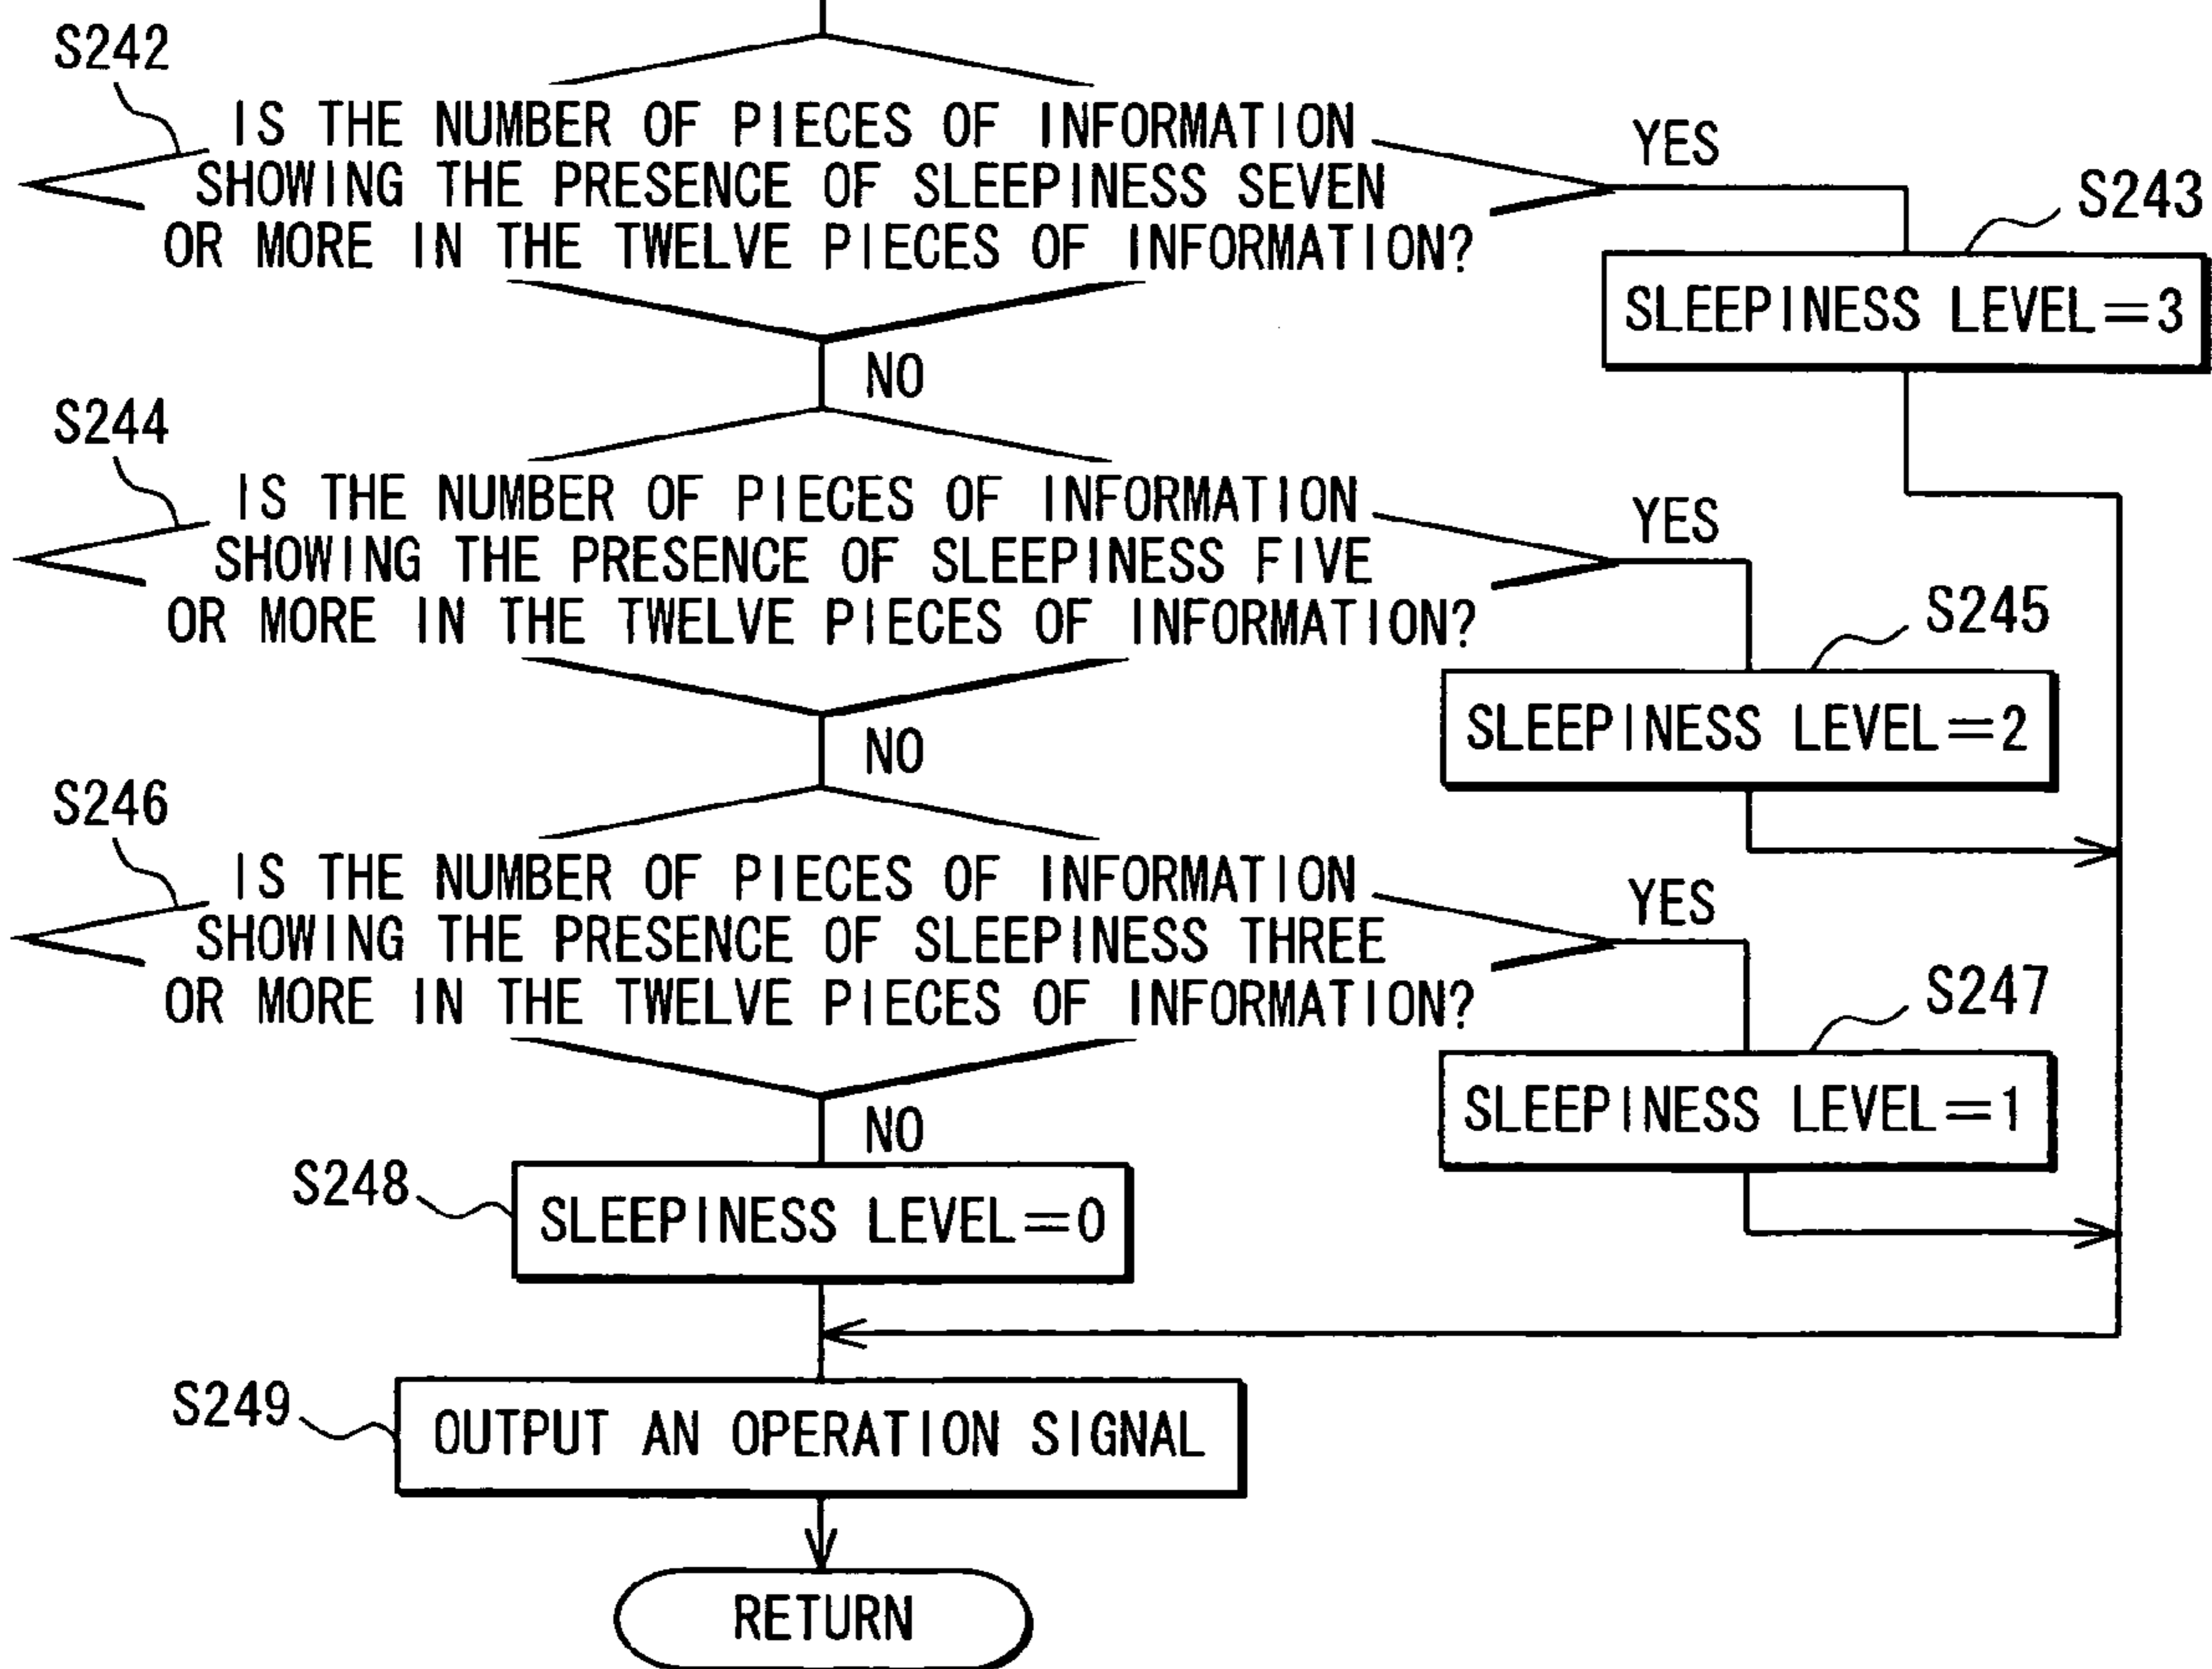 S242
IS THE NUMBER OF PIECES OF INFORMATION
SHOWING THE PRESENCE OF SLEEPINESS SEVEN
OR MORE IN THE TWELVE PIECES OF INFORMATION?
YES
S243
SLEEPINESS LEVEL=3
NO
S244
IS THE NUMBER OF PIECES OF INFORMATION
SHOWING THE PRESENCE OF SLEEPINESS FIVE
OR MORE IN THE TWELVE PIECES OF INFORMATION?
YES
S245
SLEEPINESS LEVEL=2
NO
S246
IS THE NUMBER OF PIECES OF INFORMATION
SHOWING THE PRESENCE OF SLEEPINESS THREE
OR MORE IN THE TWELVE PIECES OF INFORMATION?
YES
S247
SLEEPINESS LEVEL=1
NO
S248
SLEEPINESS LEVEL=0
S249
OUTPUT AN OPERATION SIGNAL
RETURN